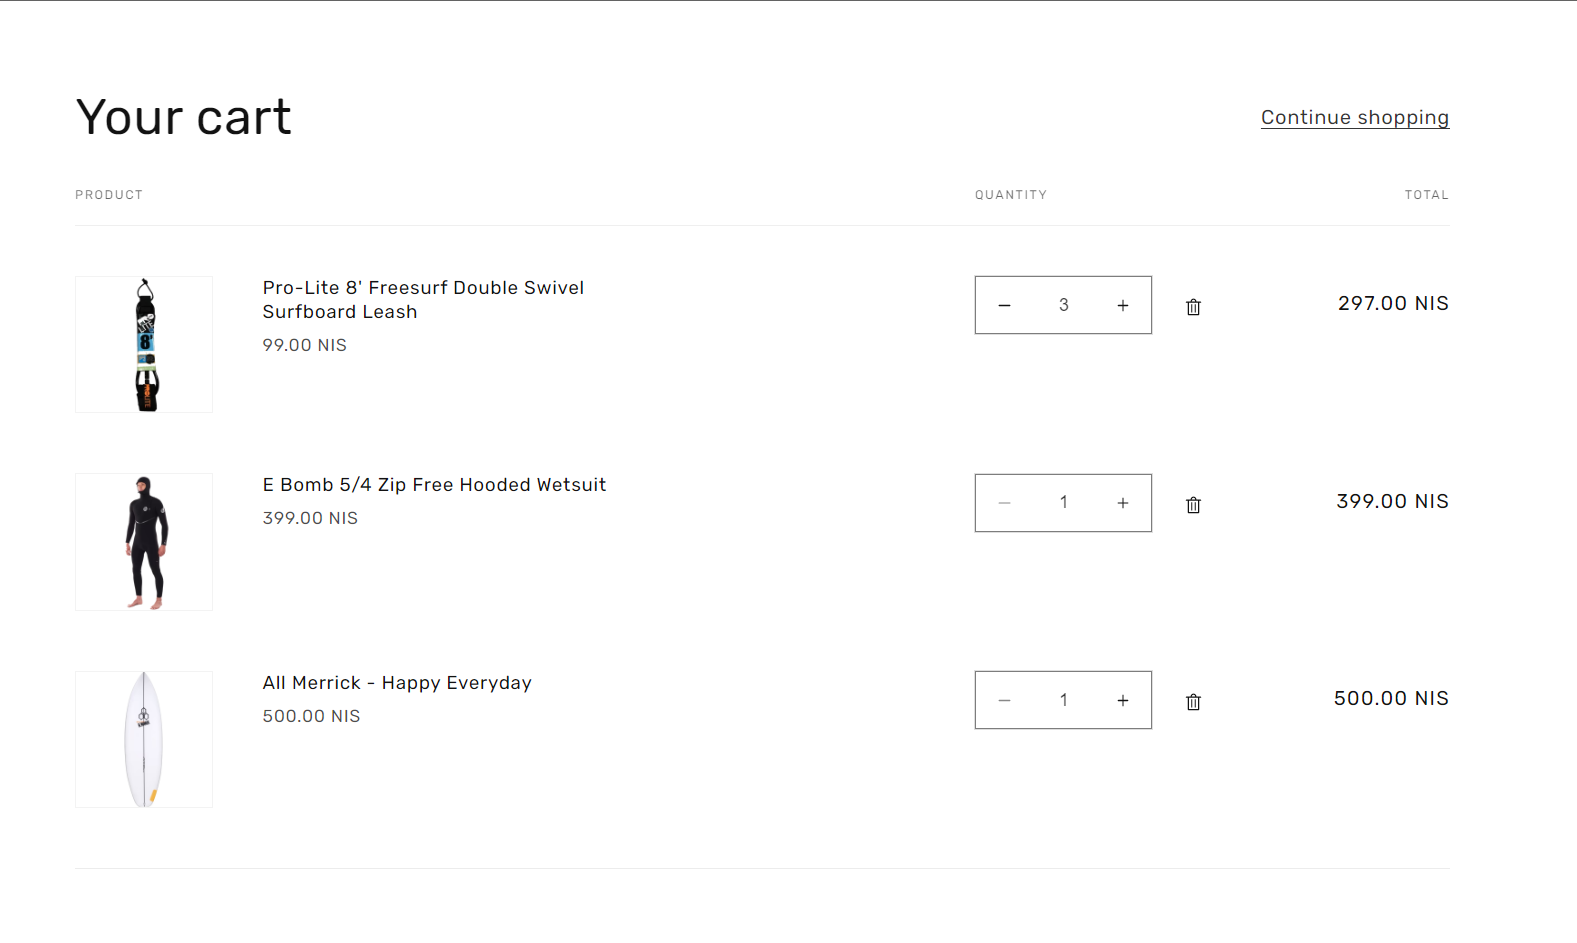 Your cart
Continue shopping
PRODUCT
QUANTITY
TOTAL
Pro-Lite 8' Freesurf Double Swivel
Surfboard Leash
99.00 NIS
3
297.00 NIS
8'
E Bomb 5/4 Zip Free Hooded Wetsuit
399.00 NIS
1
399.00 NIS
All Merrick - Happy Everyday
500.00 NIS
1
500.00 NIS